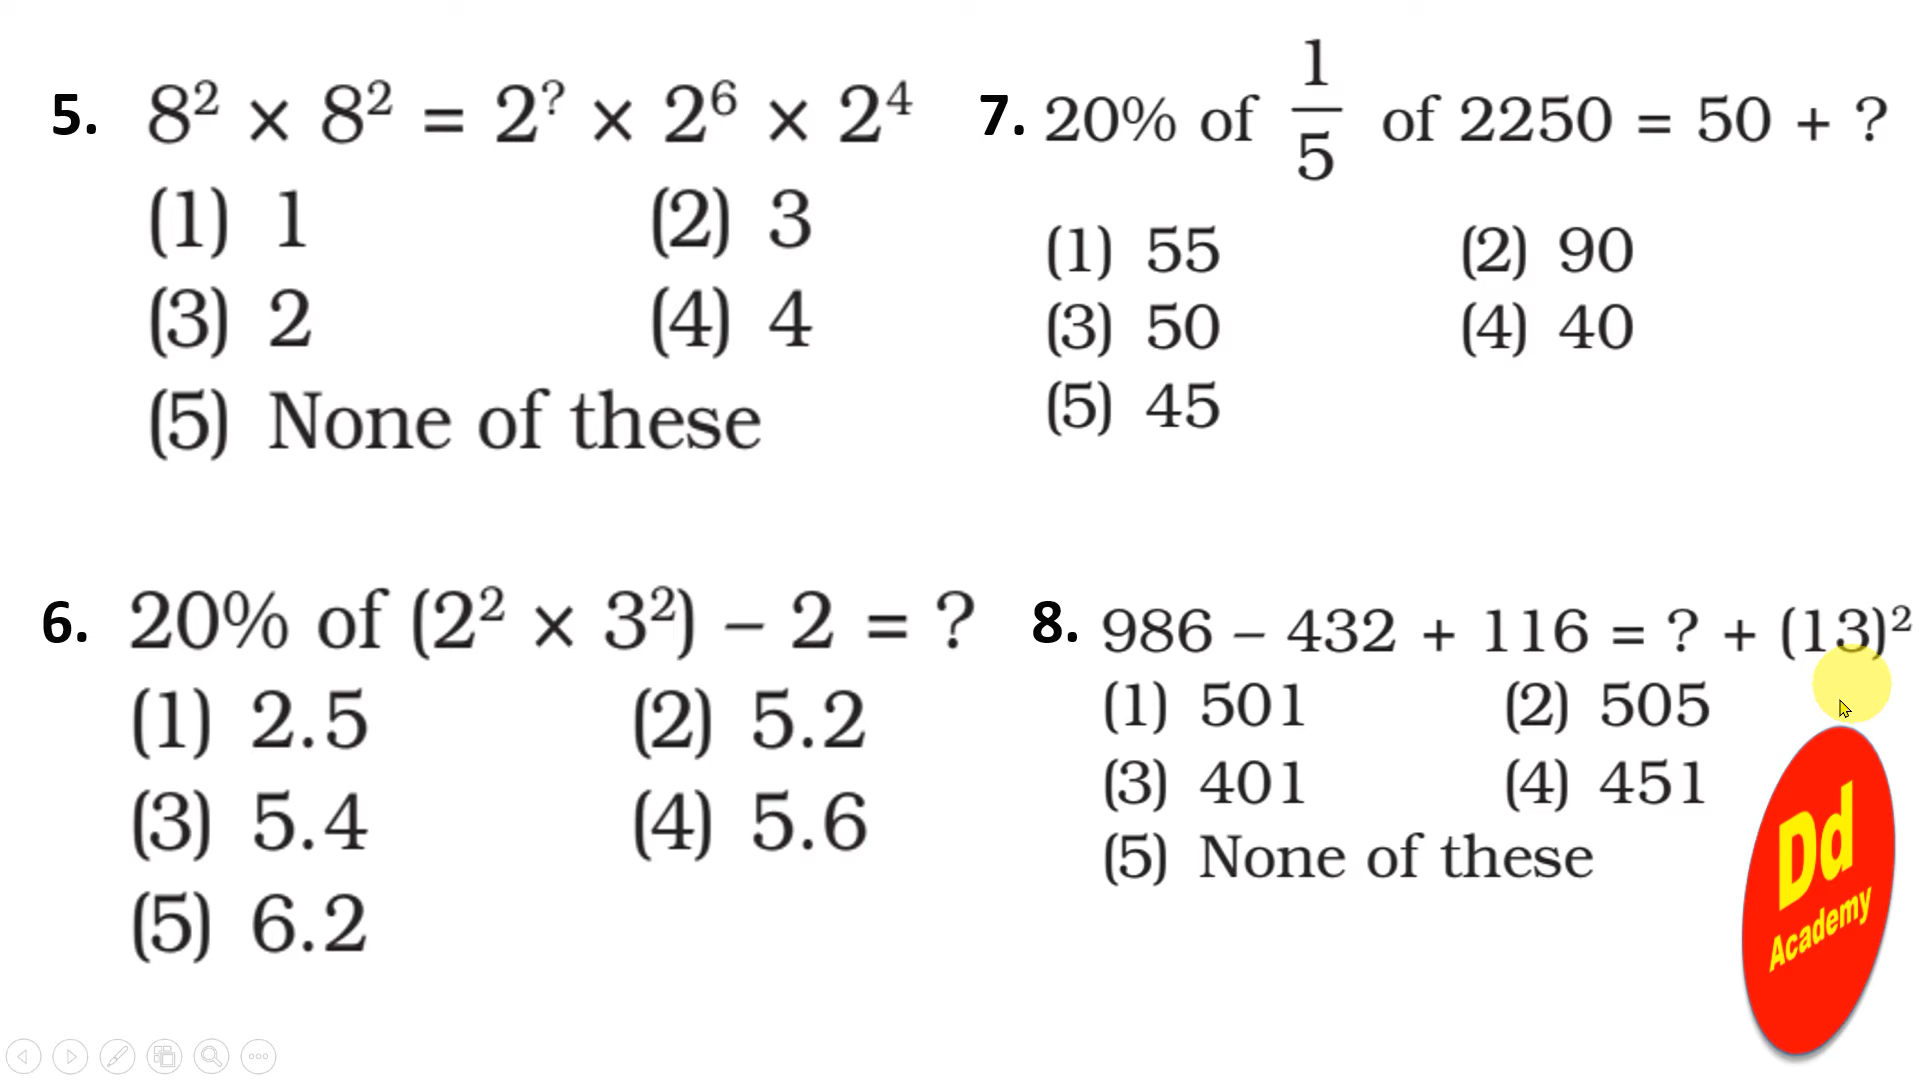 5. 8² × 8² = 2^? × 2⁶ × 2⁴
(1) 1 (2) 3
(3) 2 (4) 4
(5) None of these
6. 20% of (2² × 3²) – 2 = ?
(1) 2.5 (2) 5.2
(3) 5.4 (4) 5.6
(5) 6.2
7. 20% of 1/5 of 2250 = 50 + ?
(1) 55 (2) 90
(3) 50 (4) 40
(5) 45
8. 986 – 432 + 116 = ? + (13)²
(1) 501 (2) 505
(3) 401 (4) 451
(5) None of these
Dd
Academy